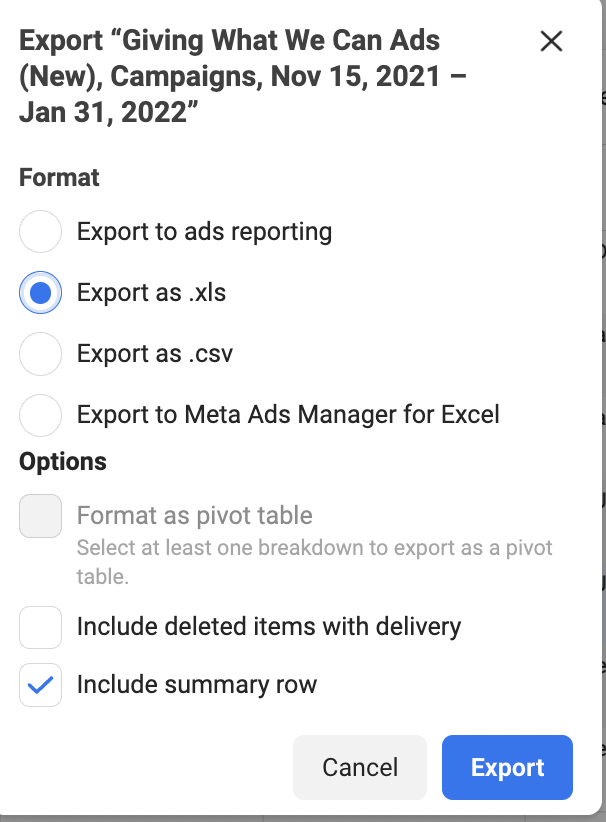 Export “Giving What We Can Ads
(New), Campaigns, Nov 15, 2021 –
Jan 31, 2022”
Format
Export to ads reporting
Export as .xls
Export as .csv
Export to Meta Ads Manager for Excel
Options
Format as pivot table
Select at least one breakdown to export as a pivot
table.
Include deleted items with delivery
Include summary row
Cancel
Export